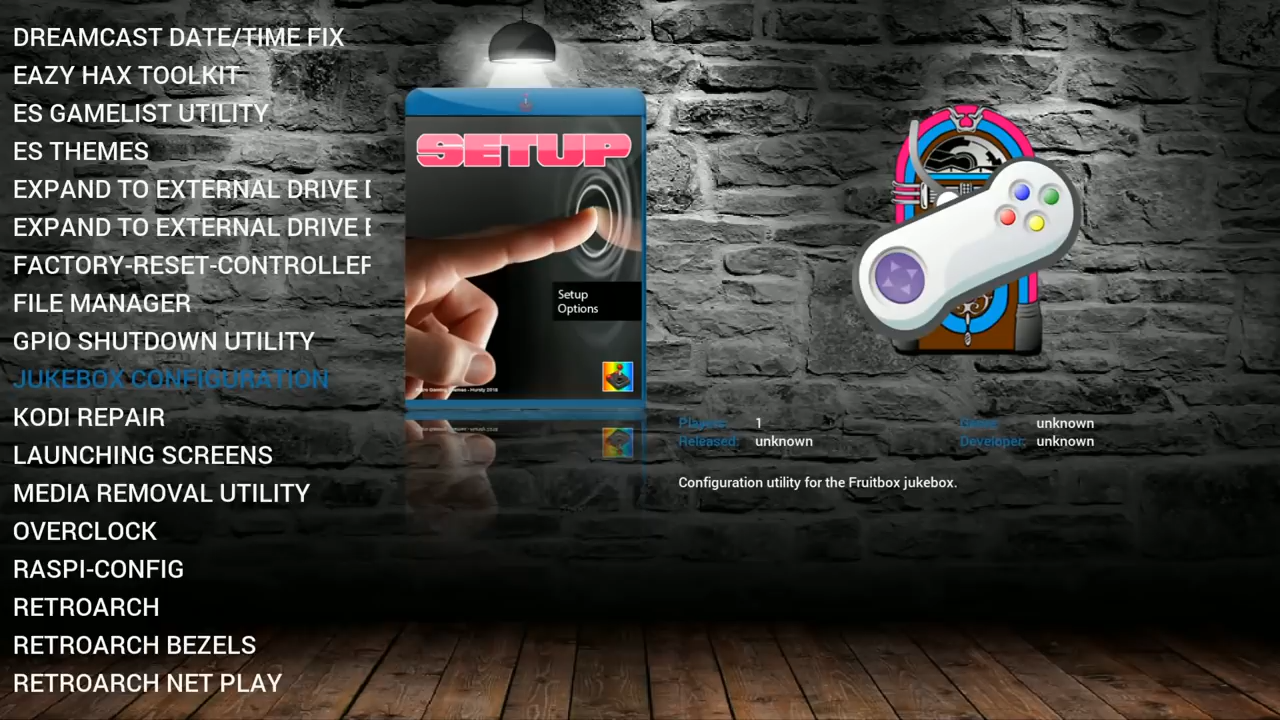 DREAMCAST DATE/TIME FIX
EAZY HAX TOOLKIT
ES GAMELIST UTILITY
ES THEMES
EXPAND TO EXTERNAL DRIVE
EXPAND TO EXTERNAL DRIVE
FACTORY-RESET-CONTROLLER
FILE MANAGER
GPIO SHUTDOWN UTILITY
JUKEBOX CONFIGURATION
KODI REPAIR
LAUNCHING SCREENS
MEDIA REMOVAL UTILITY
OVERCLOCK
RASPI-CONFIG
RETROARCH
RETROARCH BEZELS
RETROARCH NET PLAY
SETUP
Setup
Options
Players: 1
Released: unknown
unknown
Developer: unknown
Configuration utility for the Fruitbox jukebox.